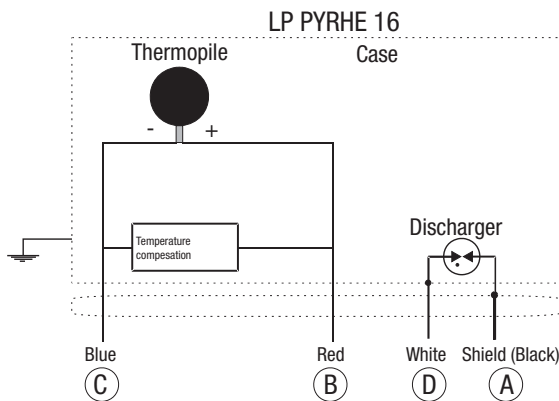 LP PYRHE 16
Thermopile
Case
- +
Temperature
compesation
Discharger
Blue
Red
White
Shield (Black)
C
B
D
A